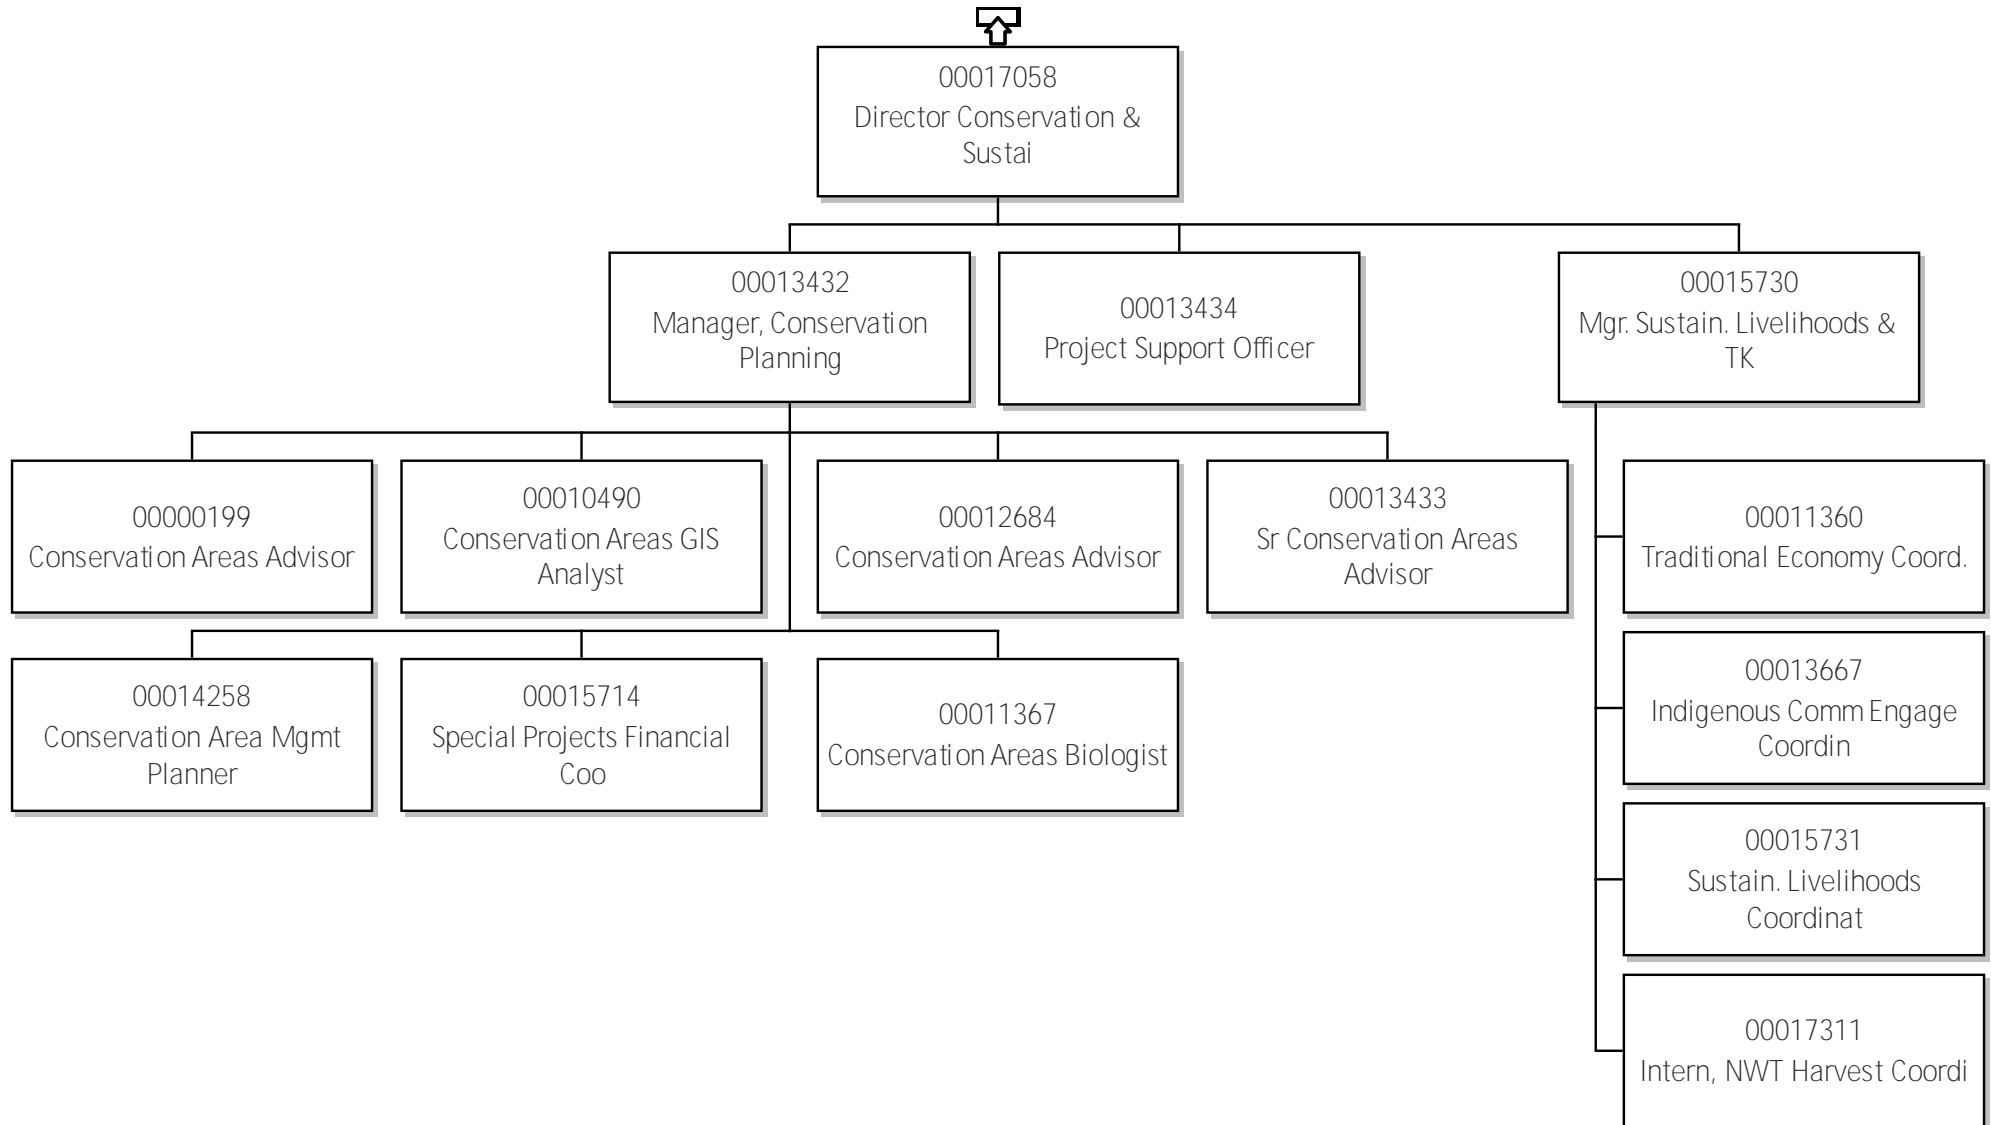 00017058
Director Conservation &
Sustai
00013432
Manager, Conservation
Planning
00013434
Project Support Officer
00015730
Mgr. Sustain. Livelihoods &
TK
00000199
Conservation Areas Advisor
00010490
Conservation Areas GIS
Analyst
00012684
Conservation Areas Advisor
00013433
Sr Conservation Areas
Advisor
00011360
Traditional Economy Coord.
00014258
Conservation Area Mgmt
Planner
00015714
Special Projects Financial
Coo
00011367
Conservation Areas Biologist
00013667
Indigenous Comm Engage
Coordin
00015731
Sustain. Livelihoods
Coordinat
00017311
Intern, NWT Harvest Coordi